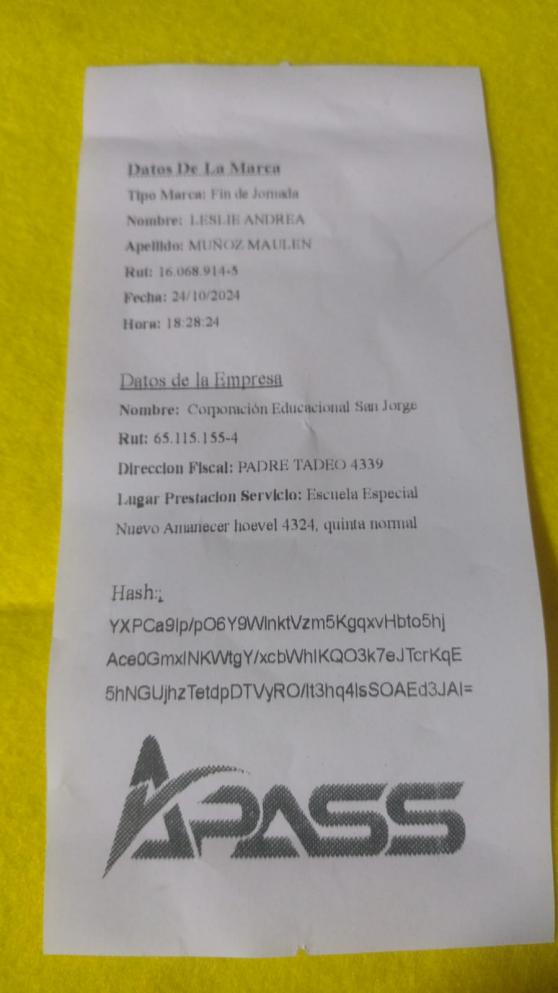 Datos De La Marca
Tipo Marca: Fin de Jornada
Nombre: LESLIE ANDREA
Apellido: MUÑOZ MAULEN
Rut: 16.068.914-5
Fecha: 24/10/2024
Hora: 18:28:24
Datos de la Empresa
Nombre: Corporación Educacional San Jorge
Rut: 65.115.155-4
Direccion Fiscal: PADRE TADEO 4339
Lugar Prestacion Servicio: Escuela Especial
Nuevo Amanecer hoevel 4324, quinta normal
Hash:;
YXPCa9lp/pO6Y9WlnktVzm5KgqxvHbto5hj
Ace0GmxlNKWtgY/xcbWhlKQO3k7eJTcrKqE
5hNGUjhzTetdpDTVyRO/lt3hq4lsSOAEd3JAI=
APASS